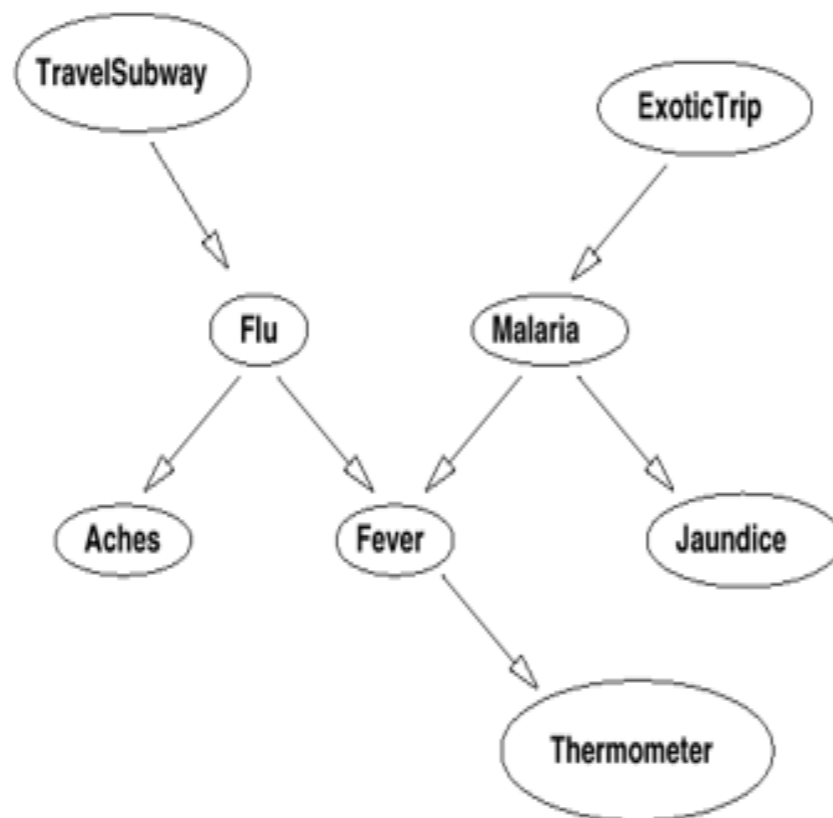 TravelSubway
ExoticTrip
Flu
Malaria
Aches
Fever
Jaundice
Thermometer